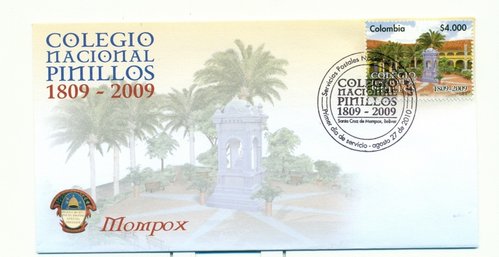 COLEGIO
NACIONAL
PINILLOS
1809 - 2009
Mompox
Colombia
$4.000
COLEGIO
1809-2009
Servicios Postales
COLEGIO
NACIONAL
PINILLOS
1809 - 2009
Santa Cruz de Mompox, Bolívar
Primer día de servicio - agosto 27 de 2010